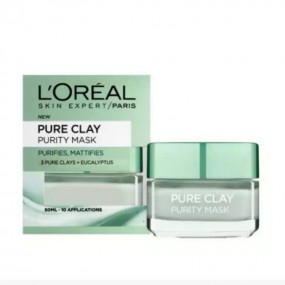 L'ORÉAL
SKIN EXPERT/PARIS
NEW
PURE CLAY
PURITY MASK
PURIFIES, MATTIFIES
3 PURE CLAYS + EUCALYPTUS
50ML - 10 APPLICATIONS
PURE CLAY
PURITY MASK